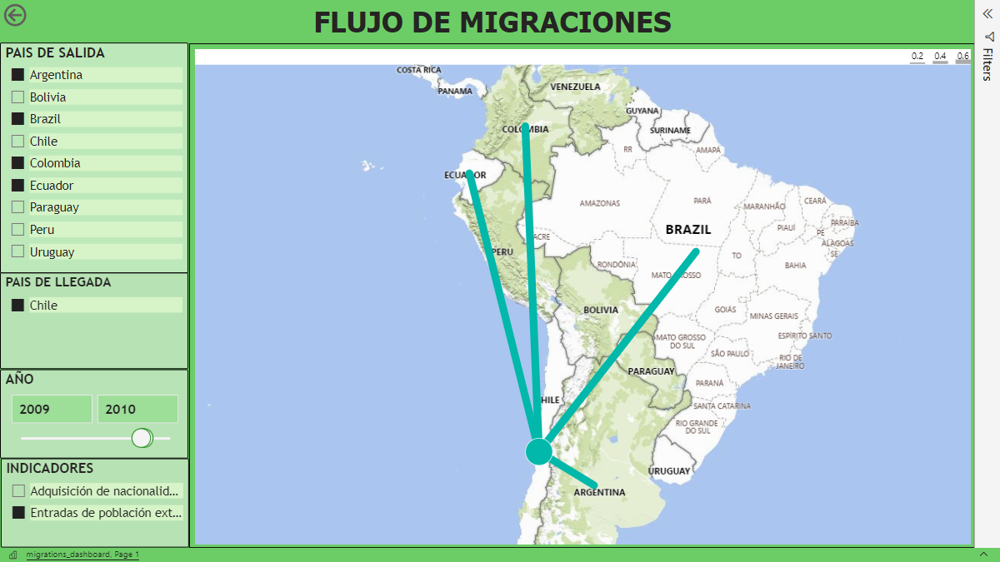 FLUJO DE MIGRACIONES
Filters
PAIS DE SALIDA
Argentina
Bolivia
Brazil
Chile
Colombia
Ecuador
Paraguay
Peru
Uruguay
PAIS DE LLEGADA
Chile
AÑO
2009
2010
INDICADORES
Adquisición de nacionalid...
Entradas de población ext...
0.2
0.4
0.6
COSTA RICA
PANAMA
VENEZUELA
GUYANA
SURINAME
COLOMBIA
RR
AMAPÁ
ECUADOR
AMAZONAS
PARÁ
MARANHÃO
CEARÁ
PARAÍBA
PIAUÍ
PE
ALAGOAS
SE
BRAZIL
ACRE
PERU
RONDÔNIA
MATO GROSSO
TO
BAHIA
BOLIVIA
GOIÁS
MINAS GERAIS
MATO GROSSO
DO SUL
ESPÍRITO SANTO
SÃO PAULO
RIO DE
JANEIRO
PARAGUAY
PARANÁ
HILE
SANTA CATARINA
RIO GRANDE
DO SUL
URUGUAY
ARGENTINA
migrations_dashboard, Page 1